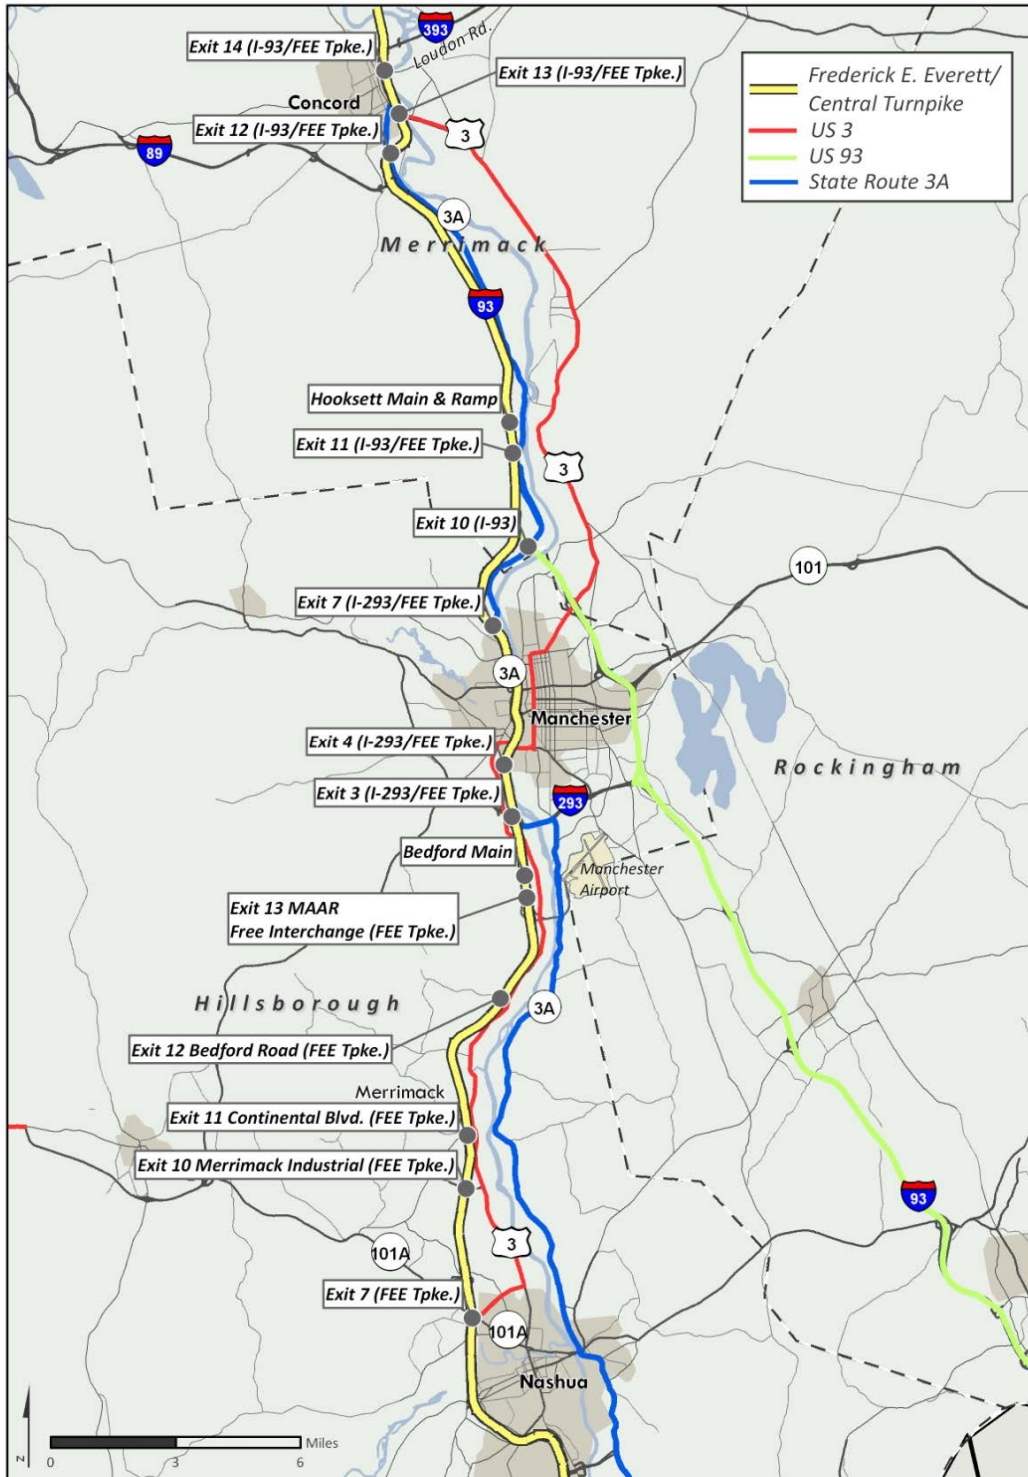 393
Loudon Rd.
Exit 14 (I-93/FEE Tpke.)
Exit 13 (I-93/FEE Tpke.)
Concord
Exit 12 (I-93/FEE Tpke.)
3
89
Frederick E. Everett/
Central Turnpike
US 3
US 93
State Route 3A
3A
Merrimack
93
Hooksett Main & Ramp
Exit 11 (I-93/FEE Tpke.)
3
Exit 10 (I-93)
101
Exit 7 (I-293/FEE Tpke.)
3A
Manchester
Exit 4 (I-293/FEE Tpke.)
Rockingham
Exit 3 (I-293/FEE Tpke.)
293
Bedford Main
Manchester
Airport
Exit 13 MAAR
Free Interchange (FEE Tpke.)
Hillsborough
3A
Exit 12 Bedford Road (FEE Tpke.)
Merrimack
Exit 11 Continental Blvd. (FEE Tpke.)
Exit 10 Merrimack Industrial (FEE Tpke.)
93
3
101A
Exit 7 (FEE Tpke.)
101A
Nashua
N
Miles
0 3 6